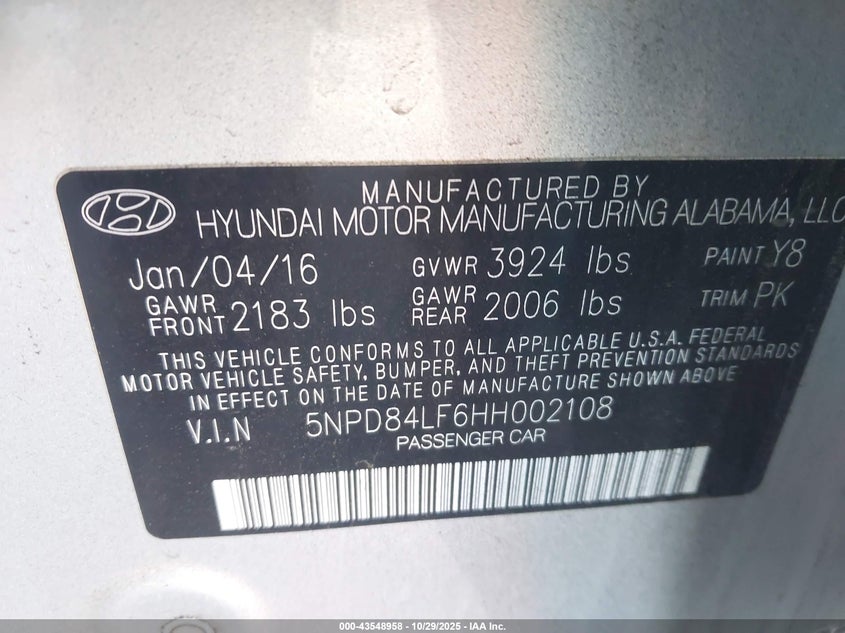 MANUFACTURED BY
HYUNDAI MOTOR MANUFACTURING ALABAMA, LLC
Jan/04/16 GVWR 3924 lbs PAINT Y8
GAWR FRONT 2183 lbs GAWR REAR 2006 lbs TRIM PK
THIS VEHICLE CONFORMS TO ALL APPLICABLE U.S.A. FEDERAL
MOTOR VEHICLE SAFETY, BUMPER, AND THEFT PREVENTION STANDARDS
IN EFFECT ON THE DATE OF MANUFACTURE SHOWN ABOVE
V.I.N 5NPD84LF6HH002108
PASSENGER CAR
000-43548958 - 10/29/2025 - IAA Inc.